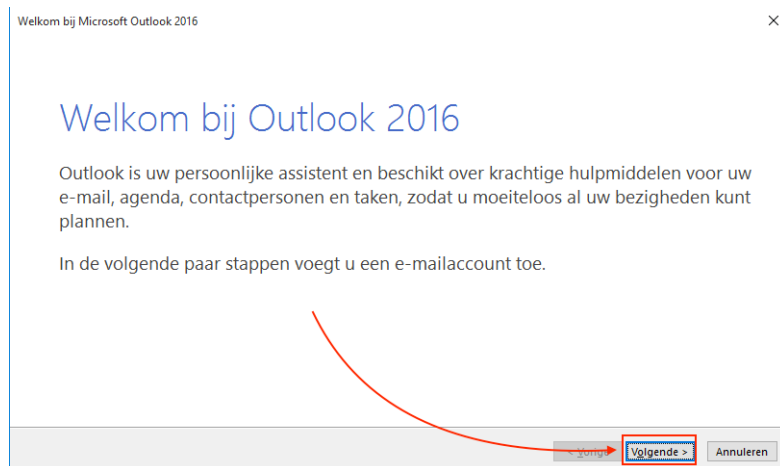 Welkom bij Microsoft Outlook 2016
Welkom bij Outlook 2016
Outlook is uw persoonlijke assistent en beschikt over krachtige hulpmiddelen voor uw
e-mail, agenda, contactpersonen en taken, zodat u moeiteloos al uw bezigheden kunt
plannen.
In de volgende paar stappen voegt u een e-mailaccount toe.
< Vorige Volgende > Annuleren